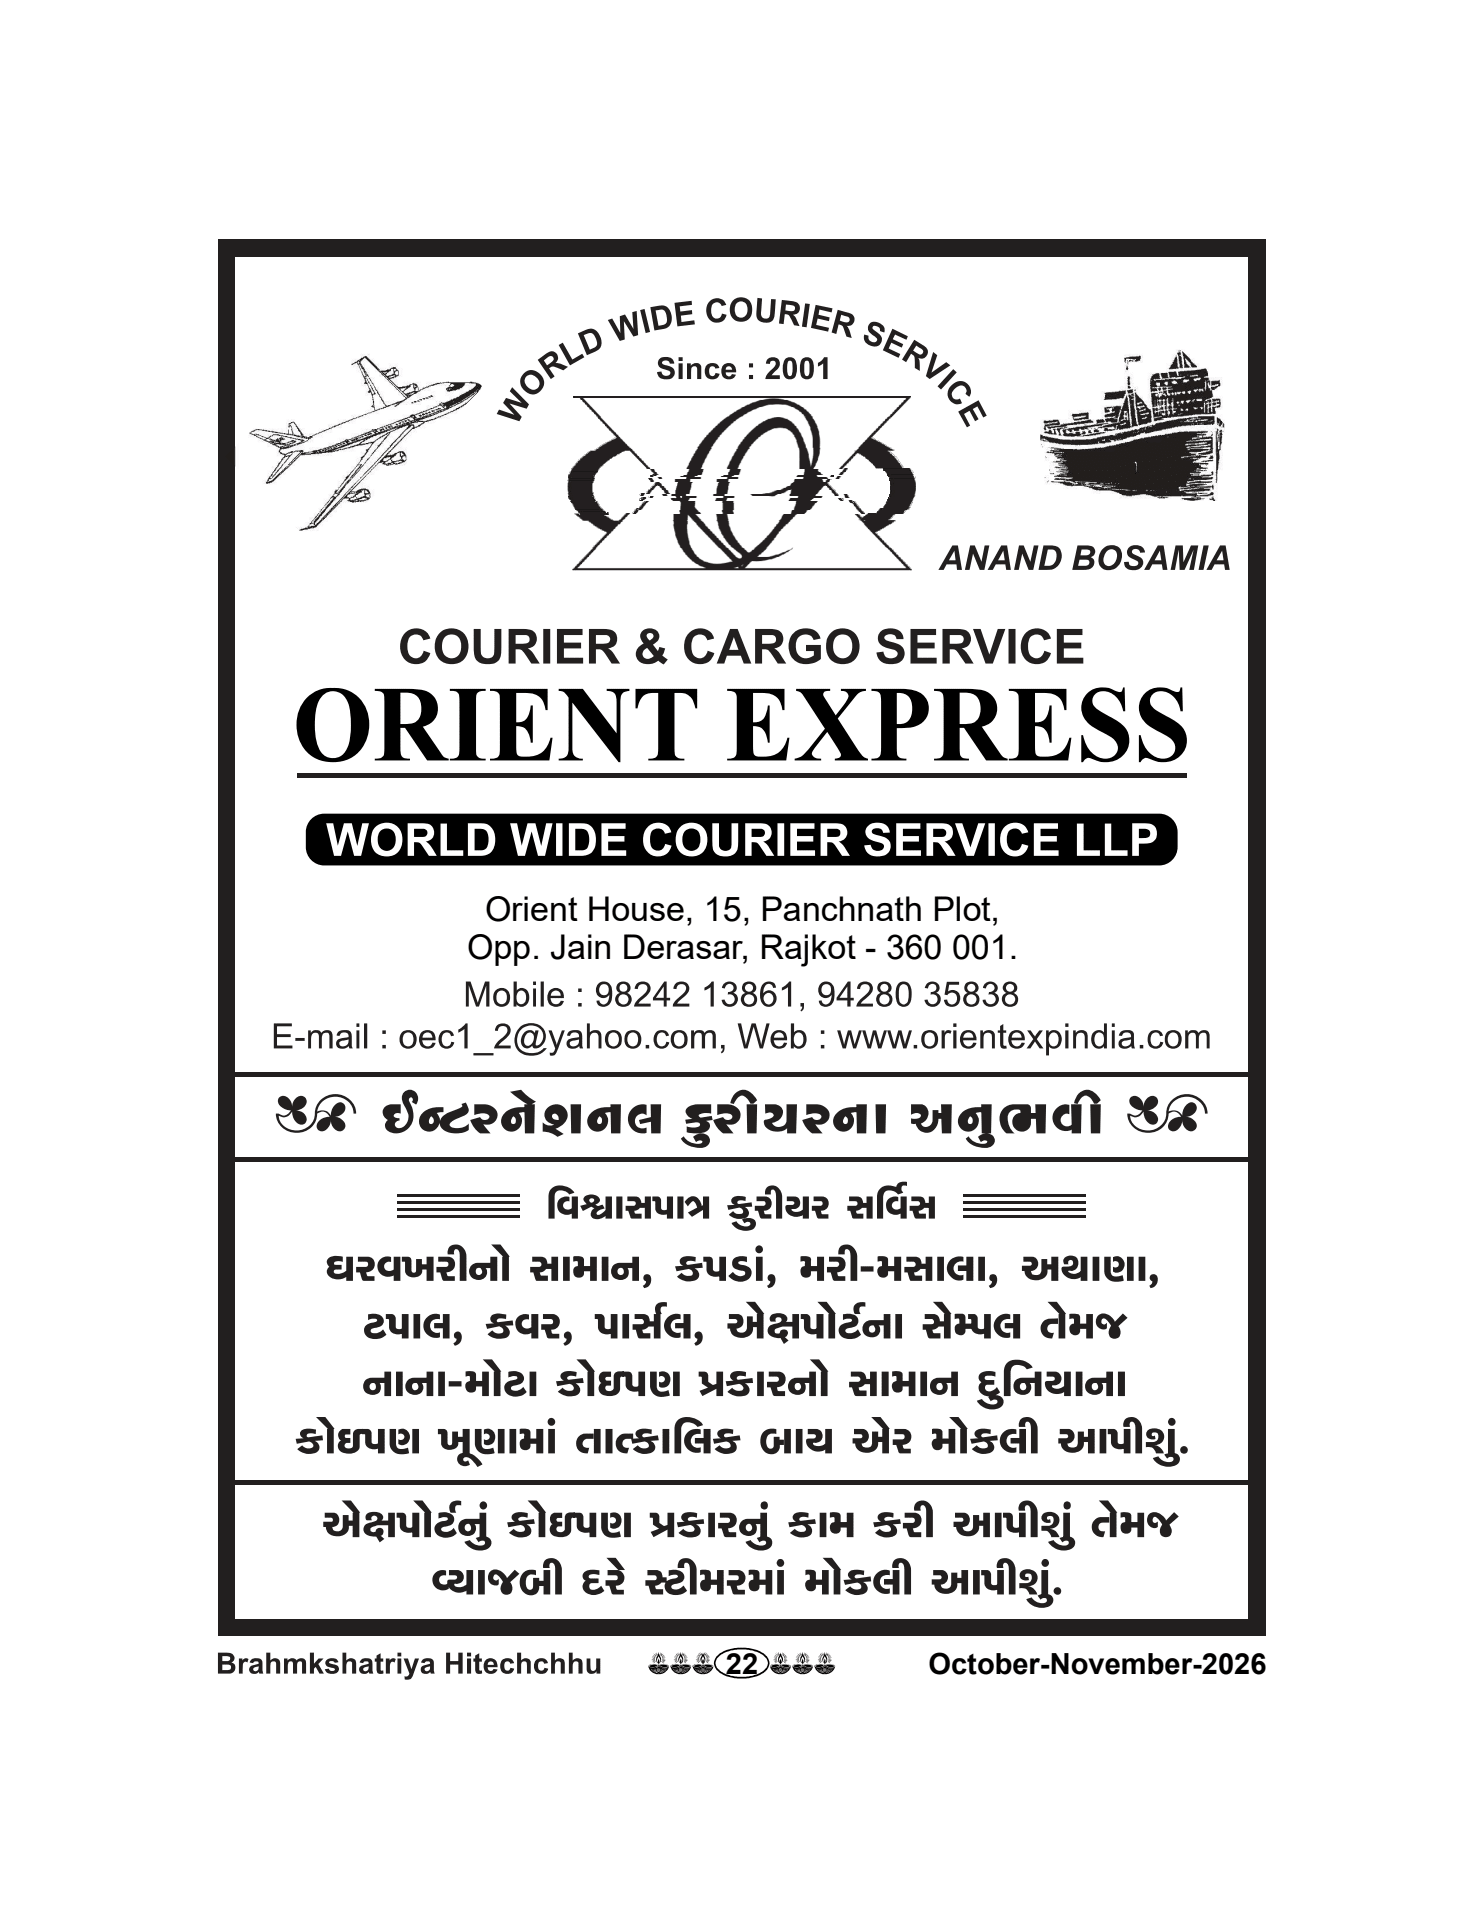 WORLD WIDE COURIER SERVICE
Since : 2001
ANAND BOSAMIA
COURIER & CARGO SERVICE
ORIENT EXPRESS
WORLD WIDE COURIER SERVICE LLP
Orient House, 15, Panchnath Plot,
Opp. Jain Derasar, Rajkot - 360 001.
Mobile : 98242 13861, 94280 35838
E-mail : oec1_2@yahoo.com, Web : www.orientexpindia.com
ઈન્ટરનેશનલ કુરીયરના અનુભવી
વિશ્વાસપાત્ર કુરીયર સર્વિસ
ઘરવખરીનો સામાન, કપડાં, મરી-મસાલા, અથાણા,
ટપાલ, કવર, પાર્સલ, એક્ષપોર્ટના સેમ્પલ તેમજ
નાના-મોટા કોઇપણ પ્રકારનો સામાન દુનિયાના
કોઇપણ ખૂણામાં તાત્કાલિક બાય એર મોકલી આપીશું.
એક્ષપોર્ટનું કોઇપણ પ્રકારનું કામ કરી આપીશું તેમજ
વ્યાજબી દરે સ્ટીમરમાં મોકલી આપીશું.
Brahmkshatriya Hitechchhu 22 October-November-2026